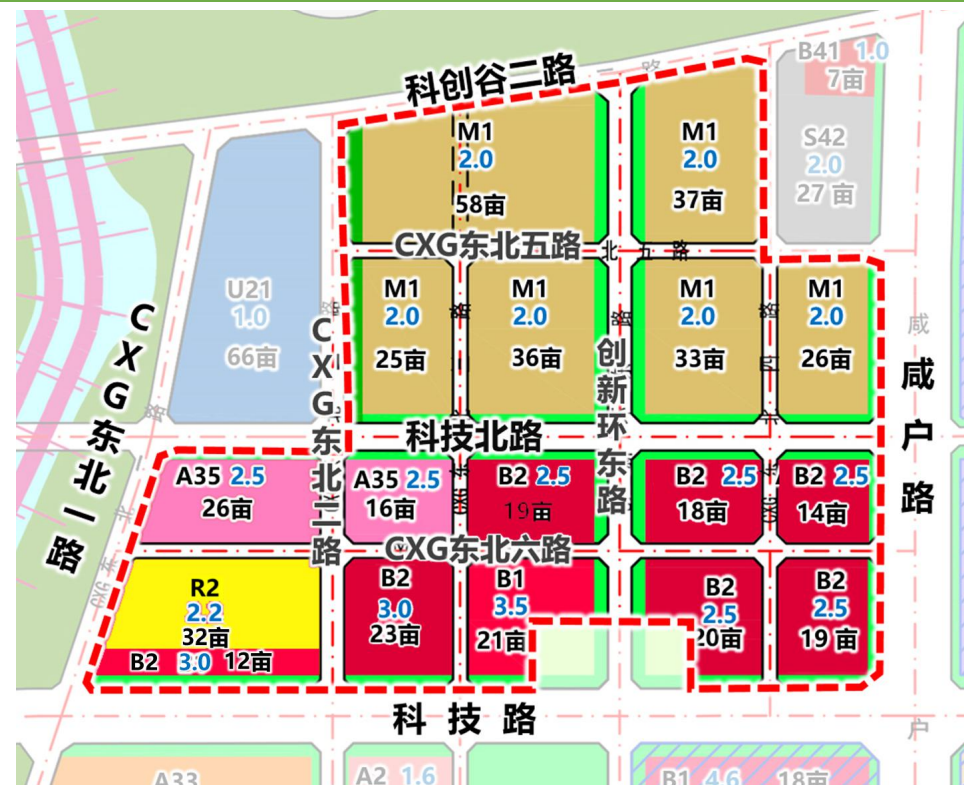 科创谷二路
B41 1.0
7亩
S42
2.0
27亩
M1
2.0
58亩
M1
2.0
37亩
CXG东北五路
北五路
U21
1.0
66亩
M1
2.0
25亩
M1
2.0
36亩
M1
2.0
33亩
M1
2.0
26亩
CXG东北一路
CXG东北二路
创新环东路
咸户路
科技北路
A35 2.5
26亩
A35 2.5
16亩
B2 2.5
19亩
B2 2.5
18亩
B2 2.5
14亩
CXG东北六路
R2
2.2
32亩
B2 3.0 12亩
B2
3.0
23亩
B1
3.5
21亩
B2
2.5
20亩
B2
2.5
19亩
科技路
A33
A2 1.6
B1 4.6 18亩
咸
户